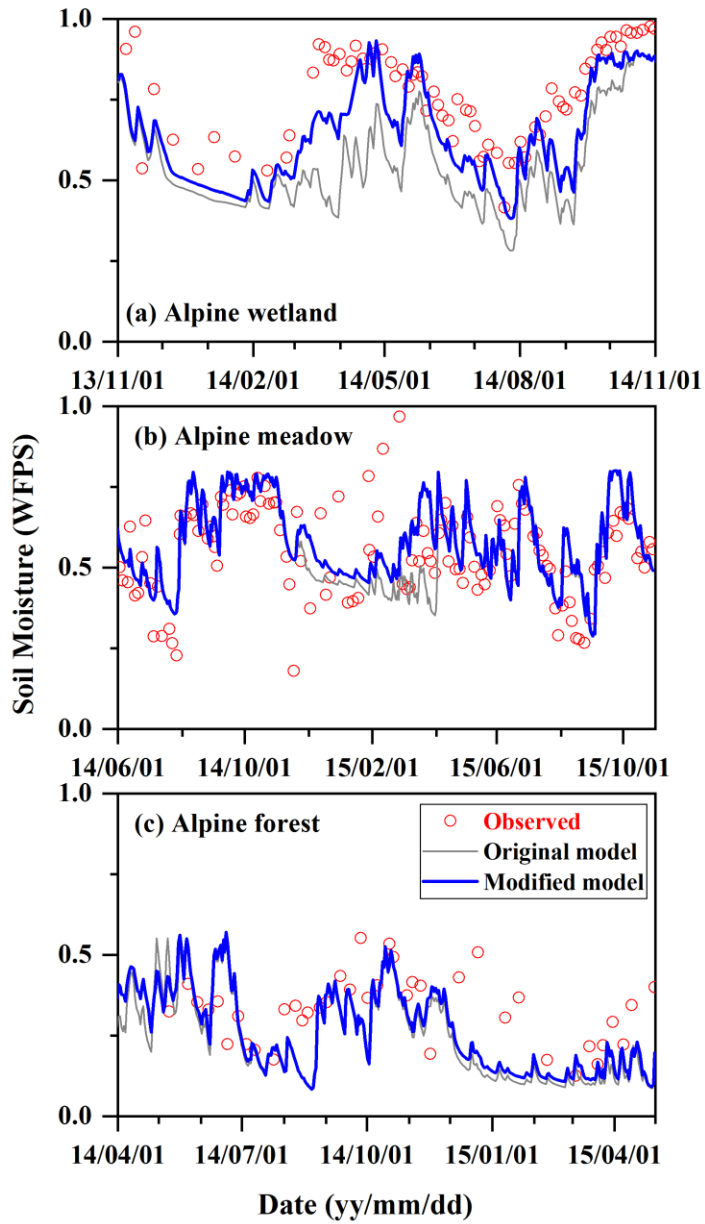 1.0
0.5
0.0
(a) Alpine wetland
13/11/01 14/02/01 14/05/01 14/08/01 14/11/01
Soil Moisture (WFPS)
1.0
0.5
0.0
(b) Alpine meadow
14/06/01 14/10/01 15/02/01 15/06/01 15/10/01
1.0
0.5
0.0
(c) Alpine forest
Observed
Original model
Modified model
14/04/01 14/07/01 14/10/01 15/01/01 15/04/01
Date (yy/mm/dd)